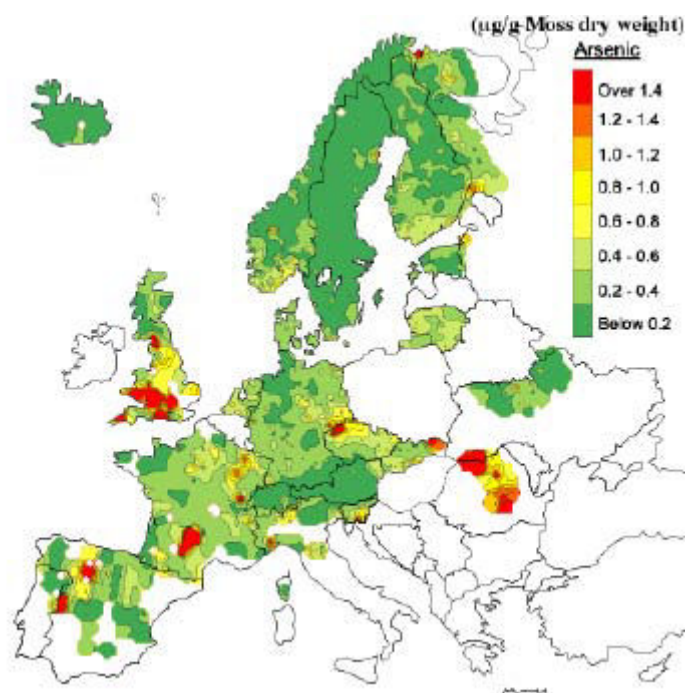 (µg/g Moss dry weight)
Arsenic
Over 1.4
1.2 - 1.4
1.0 - 1.2
0.8 - 1.0
0.6 - 0.8
0.4 - 0.6
0.2 - 0.4
Below 0.2